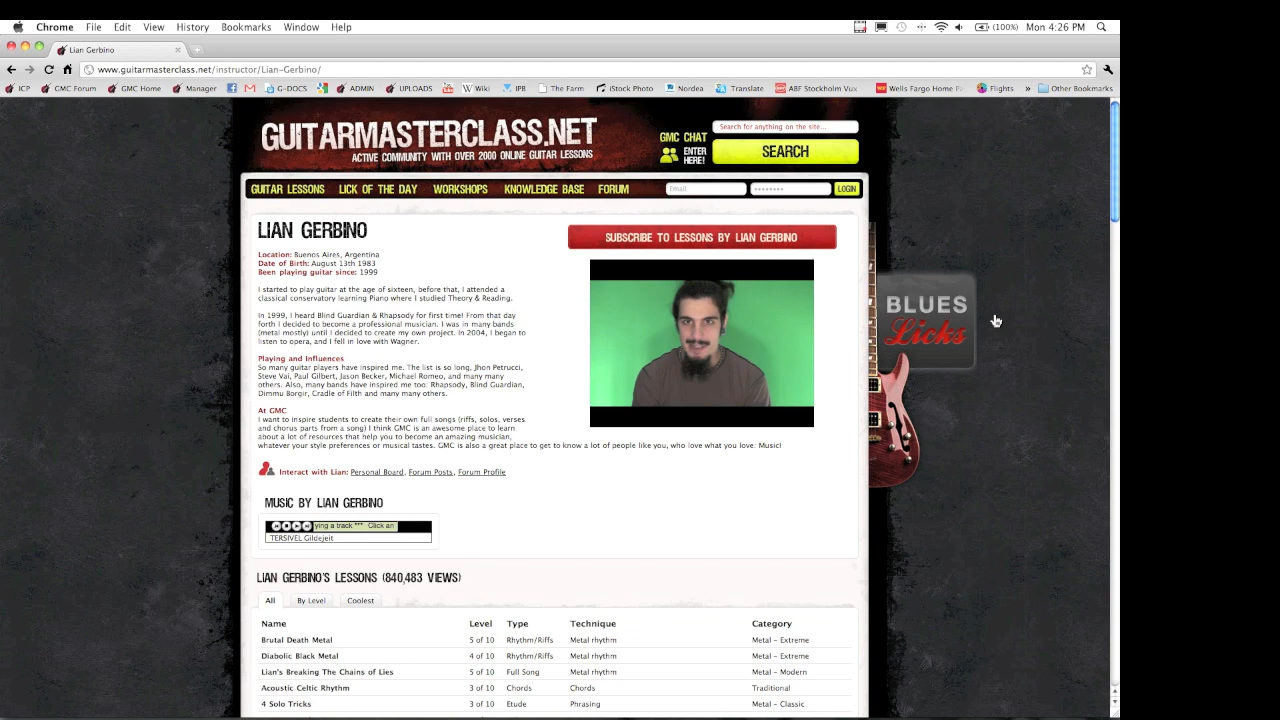 Chrome File Edit View History Bookmarks Window Help (100%) Mon 4:26 PM
Lian Gerbino
www.guitarmasterclass.net/instructor/Lian-Gerbino/
ICP GMC Forum GMC Home Manager G-DOCS ADMIN UPLOADS Wiki IPB The Farm iStock Photo Nordea Translate ABF Stockholm Vux Wells Fargo Home Flights » Other Bookmarks
GUITARMASTERCLASS.NET
ACTIVE COMMUNITY WITH OVER 2000 ONLINE GUITAR LESSONS
GMC CHAT
ENTER
HERE!
Search for anything on the site...
SEARCH
GUITAR LESSONS LICK OF THE DAY WORKSHOPS KNOWLEDGE BASE FORUM Email LOGIN
LIAN GERBINO
SUBSCRIBE TO LESSONS BY LIAN GERBINO
Location: Buenos Aires, Argentina
Date of Birth: August 13th 1983
Been playing guitar since: 1999
I started to play guitar at the age of sixteen, before that, I attended a
classical conservatory learning Piano where I studied Theory & Reading.
In 1999, I heard Blind Guardian & Rhapsody for first time! From that day
forth I decided to become a professional musician. I was in many bands
(metal mostly) until I decided to create my own project. In 2004, I began to
listen to opera, and I fell in love with Wagner.
Playing and Influences
So many guitar players have inspired me. The list is so long, Jhon Petrucci,
Steve Vai, Paul Gilbert, Jason Becker, Michael Romeo, and many many
others. Also, many bands have inspired me too: Rhapsody, Blind Guardian,
Dimmu Borgir, Cradle of Filth and many many others.
At GMC
I want to inspire students to create their own full songs (riffs, solos, verses
and chorus parts from a song) I think GMC is an awesome place to learn
about a lot of resources that help you to become an amazing musician,
whatever your style preferences or musical tastes. GMC is also a great place to get to know a lot of people like you, who love what you love: Music!
Interact with Lian: Personal Board, Forum Posts, Forum Profile
BLUES
Licks
MUSIC BY LIAN GERBINO
ying a track *** Click an
TERSIVEL Gildejeit
LIAN GERBINO'S LESSONS (840,483 VIEWS)
All By Level Coolest
Name Level Type Technique Category
Brutal Death Metal 5 of 10 Rhythm/Riffs Metal rhythm Metal - Extreme
Diabolic Black Metal 4 of 10 Rhythm/Riffs Metal rhythm Metal - Extreme
Lian's Breaking The Chains of Lies 5 of 10 Full Song Metal rhythm Metal - Modern
Acoustic Celtic Rhythm 3 of 10 Chords Chords Traditional
4 Solo Tricks 3 of 10 Etude Phrasing Metal - Classic